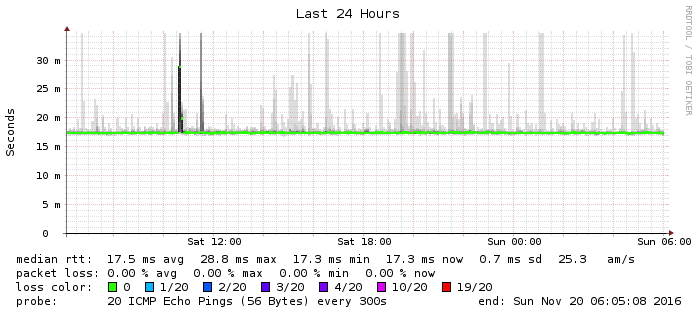 Last 24 Hours
RRDTOOL / TOBI OETIKER
Seconds
30 m
25 m
20 m
15 m
10 m
5 m
0
Sat 12:00 Sat 18:00 Sun 00:00 Sun 06:00
median rtt: 17.5 ms avg 28.8 ms max 17.3 ms min 17.3 ms now 0.7 ms sd 25.3 am/s
packet loss: 0.00 % avg 0.00 % max 0.00 % min 0.00 % now
loss color: 0 1/20 2/20 3/20 4/20 10/20 19/20
probe: 20 ICMP Echo Pings (56 Bytes) every 300s end: Sun Nov 20 06:05:08 2016